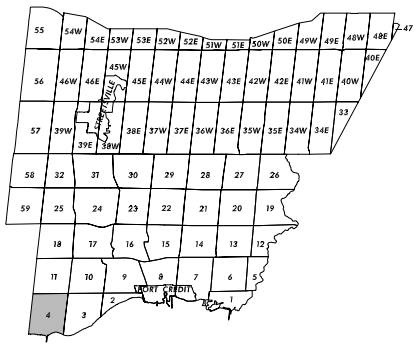 55 54W 54E 53W 53E 52W 52E 51W 51E 50W 50E 49W 49E 48W 48E 47
56 46W 46E 45W 45E 44W 44E 43W 43E 42W 42E 41W 41E 40W 40E
STREETSVILLE
57 39W 39E 38W 38E 37W 37E 36W 36E 35W 35E 34W 34E 33
58 32 31 30 29 28 27 26
59 25 24 23 22 21 20 19
18 17 16 15 14 13 12
11 10 9 8 7 6 5
PORT CREDIT
4 3 2 1